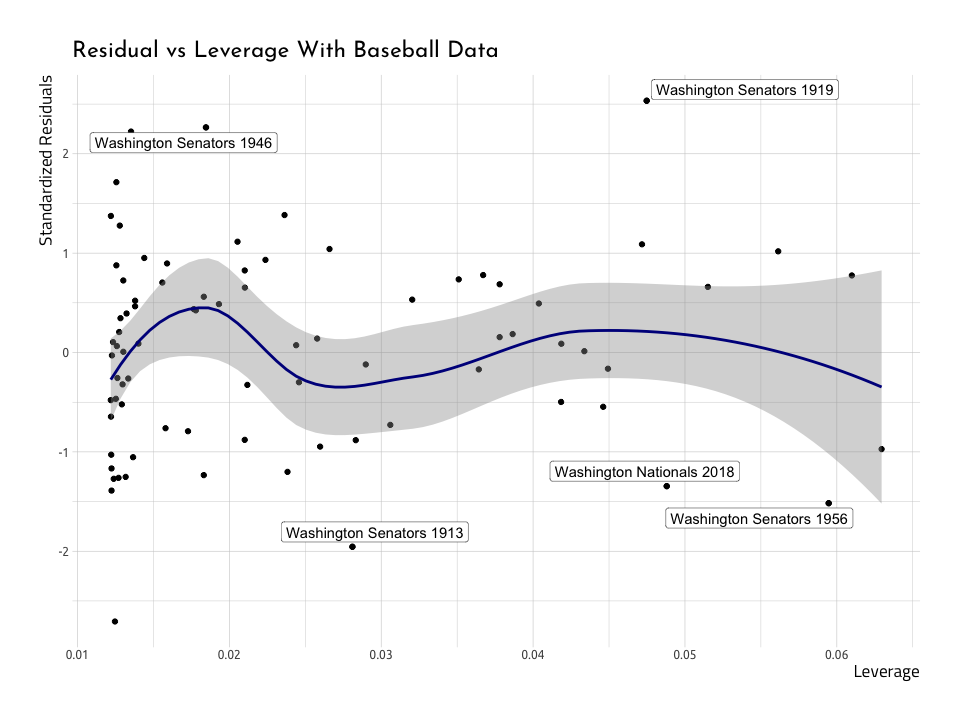 Residual vs Leverage With Baseball Data
Standardized Residuals
Washington Senators 1919
Washington Senators 1946
2
1
0
-1
Washington Nationals 2018
Washington Senators 1956
Washington Senators 1913
-2
0.01 0.02 0.03 0.04 0.05 0.06
Leverage